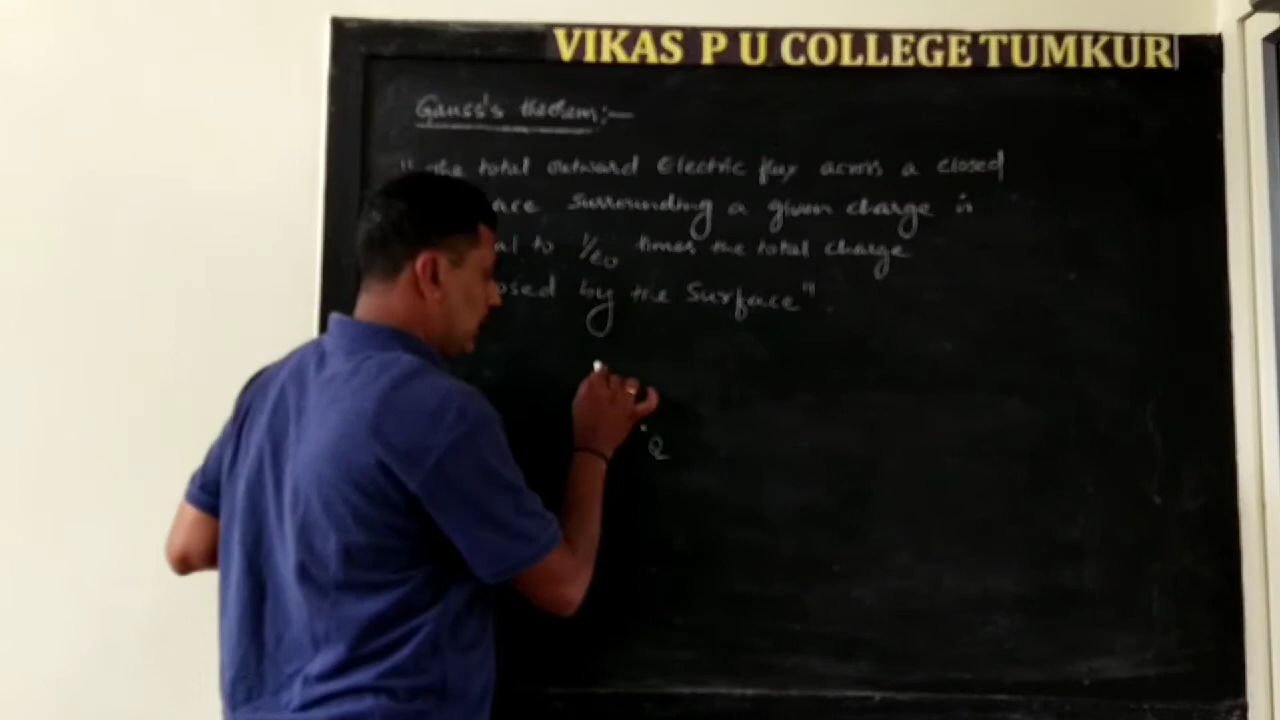 VIKAS P U COLLEGE TUMKUR
Gauss's theorem:-
" The total outward Electric flux across a closed
ace surrounding a given charge is
al to 1/ε0 times the total charge
osed by the Surface".
Q